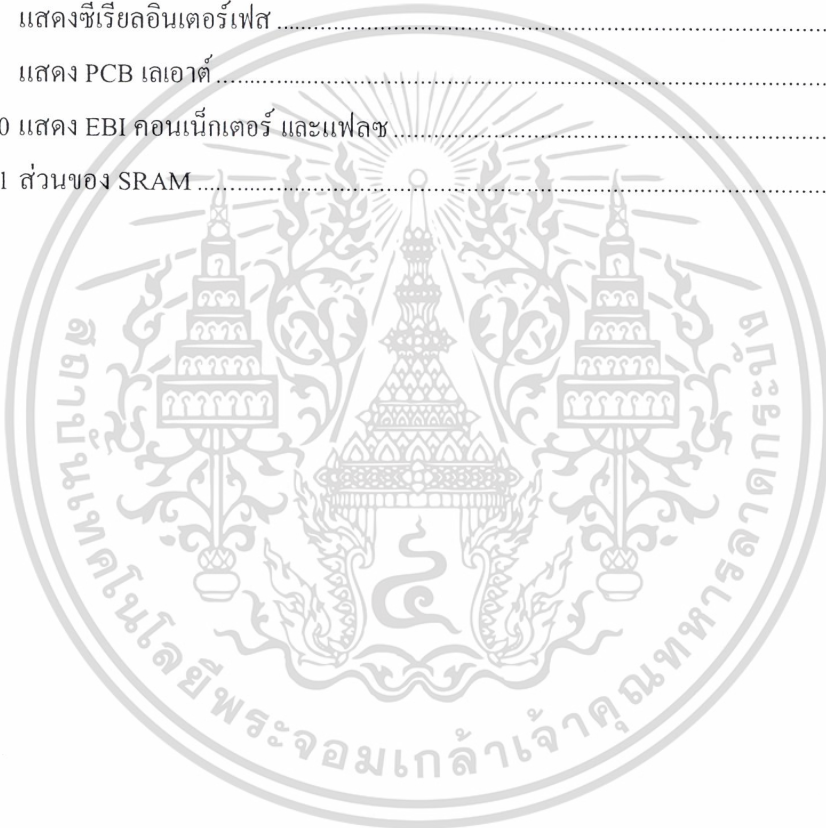 แสดงซีเรียลอินเตอร์เฟส
แสดง PCB เลเอาต์
0 แสดง EBI คอนเน็กเตอร์ และแฟลซ
1 ส่วนของ SRAM
สถาบันเทคโนโลยีพระจอมเกล้าเจ้าคุณทหารลาดกระบัง